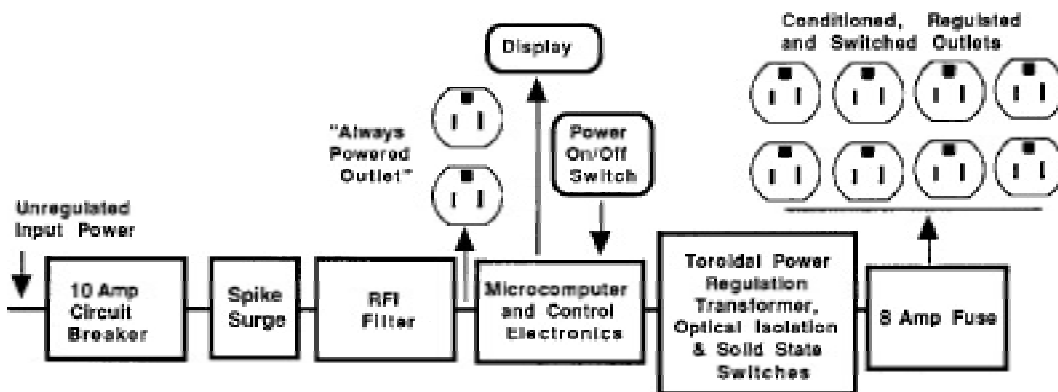 Conditioned, Regulated
and Switched Outlets
Display
"Always
Powered
Outlet"
Power
On/Off
Switch
Unregulated
Input Power
10 Amp
Circuit
Breaker
Spike
Surge
RFI
Filter
Microcomputer
and Control
Electronics
Toroidal Power
Regulation
Transformer,
Optical Isolation
& Solid State
Switches
8 Amp Fuse